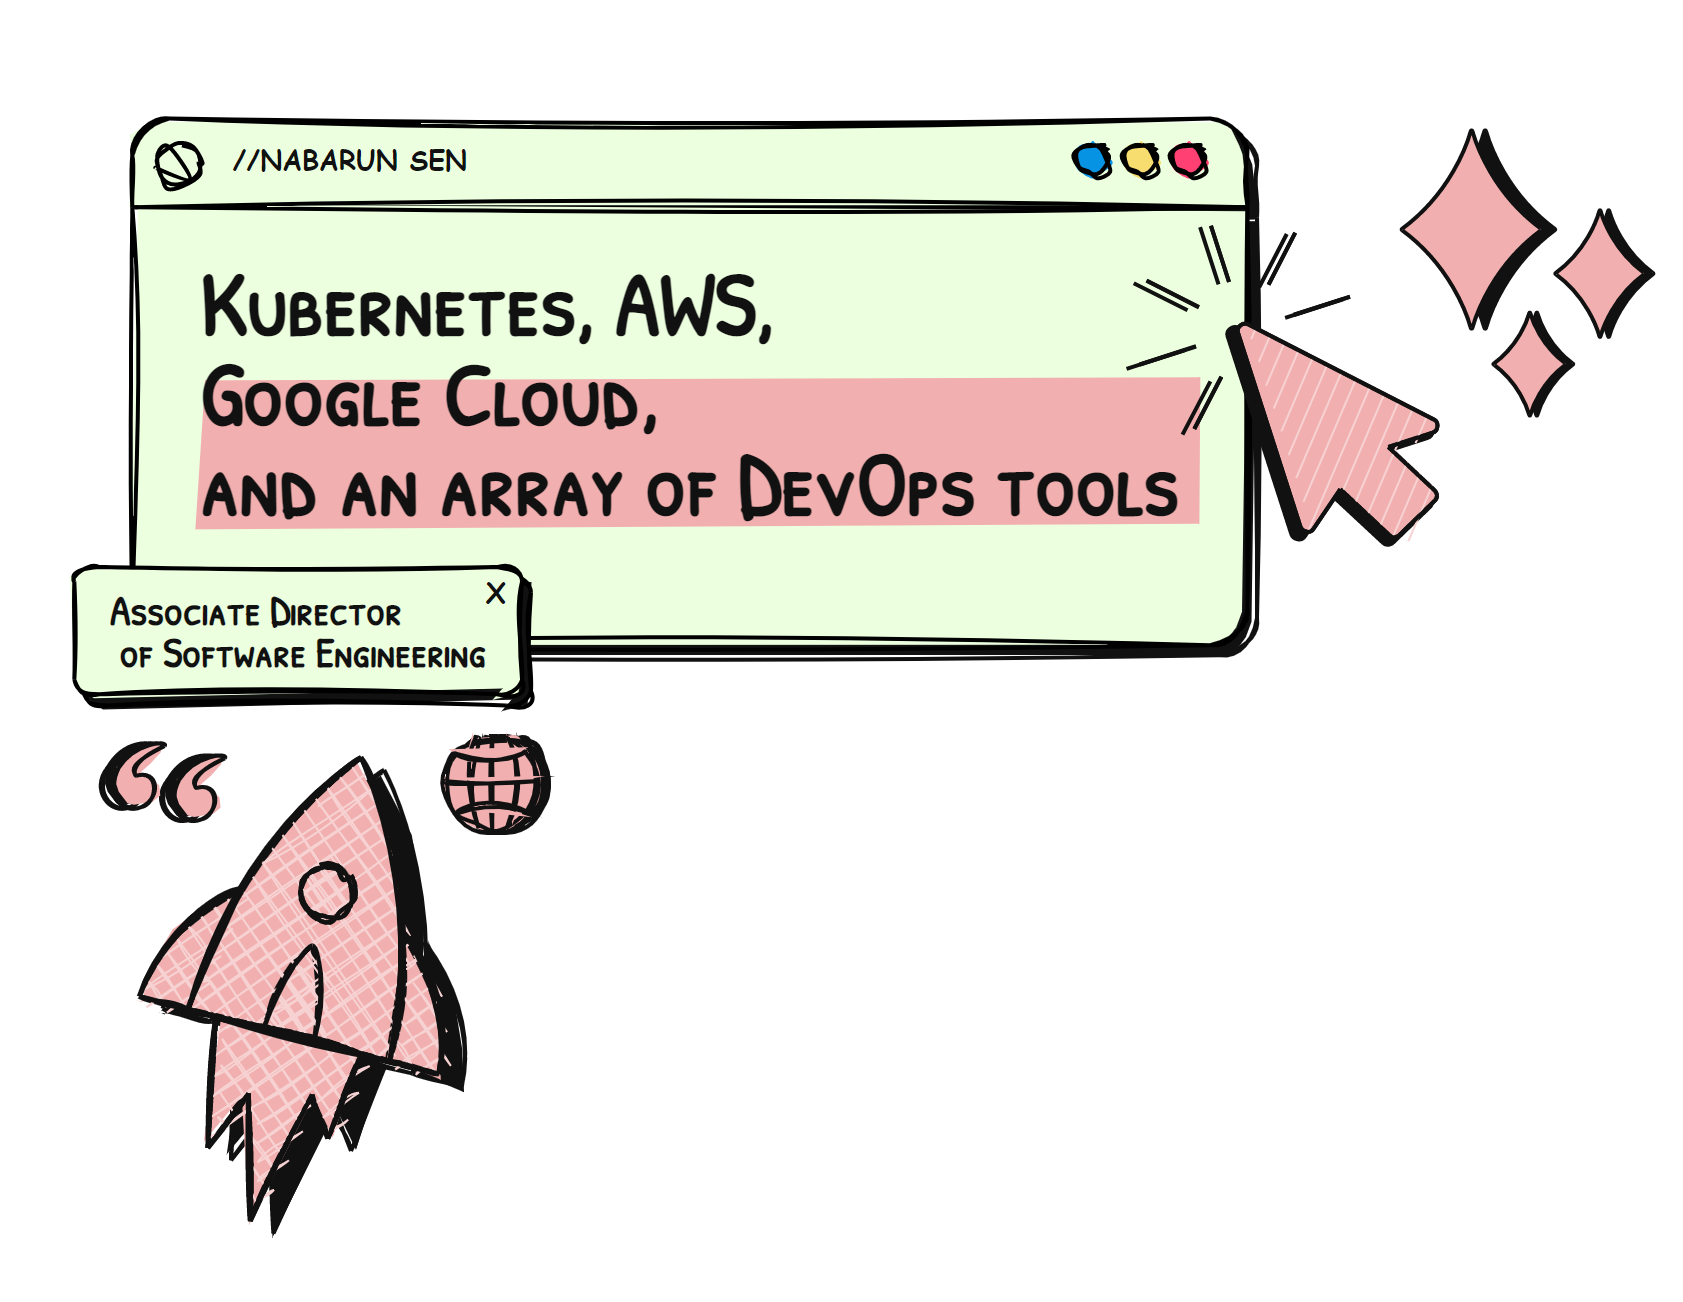 //NABARUN SEN
Kubernetes, AWS,
Google Cloud,
and an array of DevOps tools
X
Associate Director
of Software Engineering